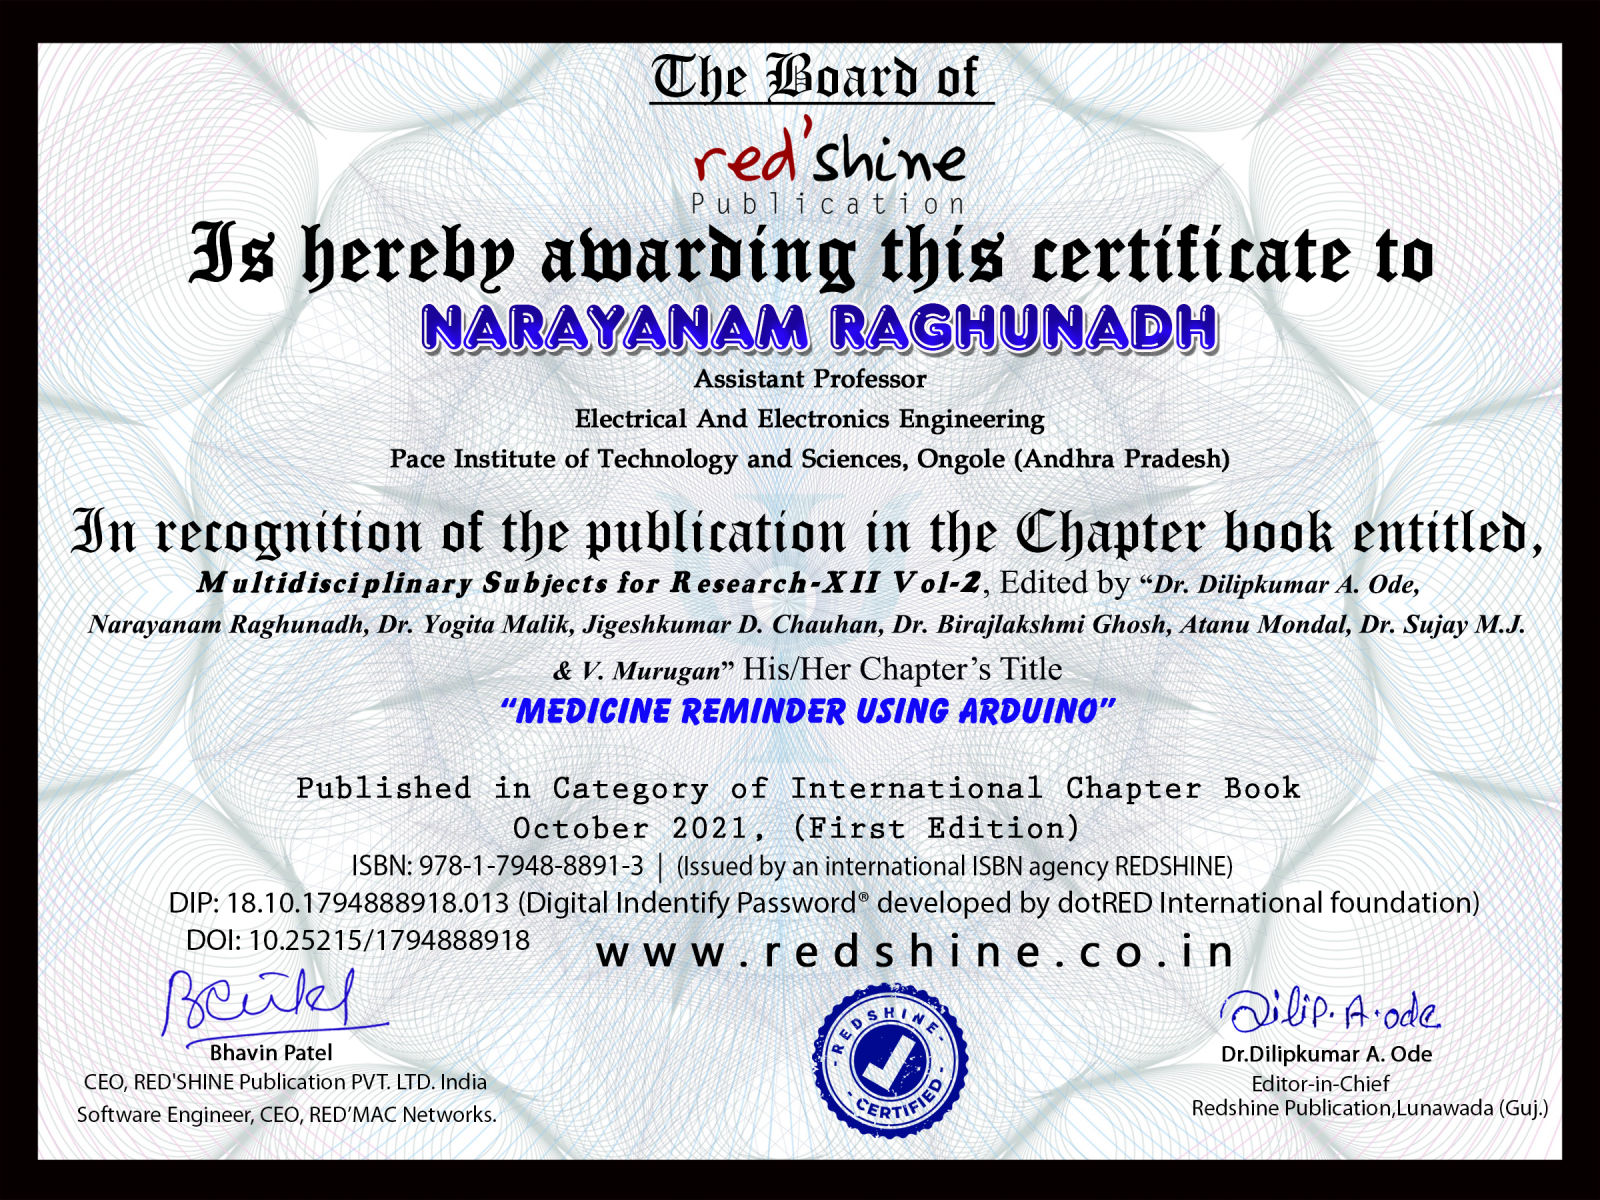 The Board of
red'shine
Publication
Is hereby awarding this certificate to
NARAYANAM RAGHUNADH
Assistant Professor
Electrical And Electronics Engineering
Pace Institute of Technology and Sciences, Ongole (Andhra Pradesh)
In recognition of the publication in the Chapter book entitled,
Multidisciplinary Subjects for Research-XII Vol-2, Edited by “Dr. Dilipkumar A. Ode,
Narayanam Raghunadh, Dr. Yogita Malik, Jigeshkumar D. Chauhan, Dr. Birajlakshmi Ghosh, Atanu Mondal, Dr. Sujay M.J.
& V. Murugan” His/Her Chapter’s Title
“MEDICINE REMINDER USING ARDUINO”
Published in Category of International Chapter Book
October 2021, (First Edition)
ISBN: 978-1-7948-8891-3 | (Issued by an international ISBN agency REDSHINE)
DIP: 18.10.1794888918.013 (Digital Indentify Password® developed by dotRED International foundation)
DOI: 10.25215/1794888918
www.redshine.co.in
Bhavin Patel
CEO, RED'SHINE Publication PVT. LTD. India
Software Engineer, CEO, RED’MAC Networks.
- REDSHINE -
- CERTIFIED -
Dilip.A.ode
Dr.Dilipkumar A. Ode
Editor-in-Chief
Redshine Publication,Lunawada (Guj.)